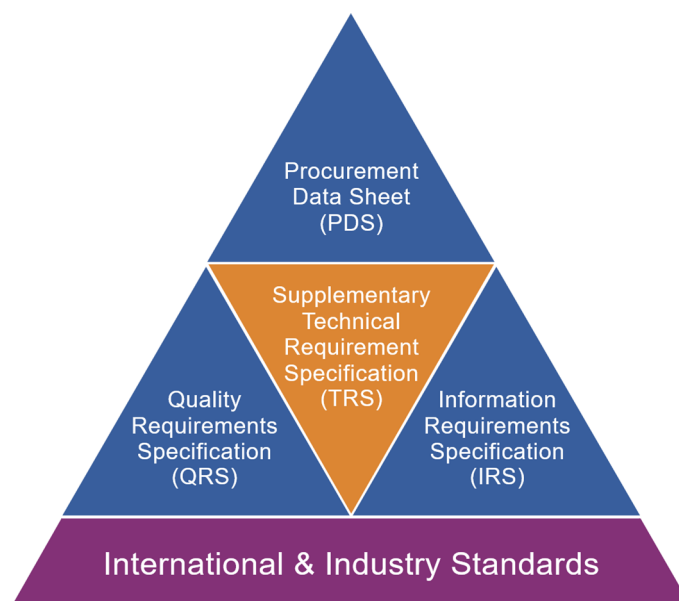 Procurement
Data Sheet
(PDS)
Supplementary
Technical
Requirement
Specification
(TRS)
Quality
Requirements
Specification
(QRS)
Information
Requirements
Specification
(IRS)
International & Industry Standards